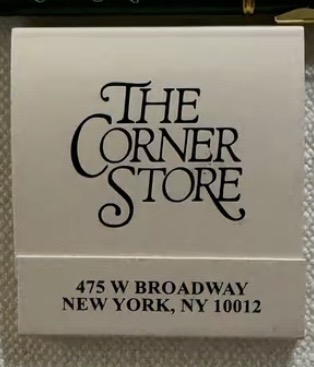 THE
CORNER
STORE
475 W BROADWAY
NEW YORK, NY 10012